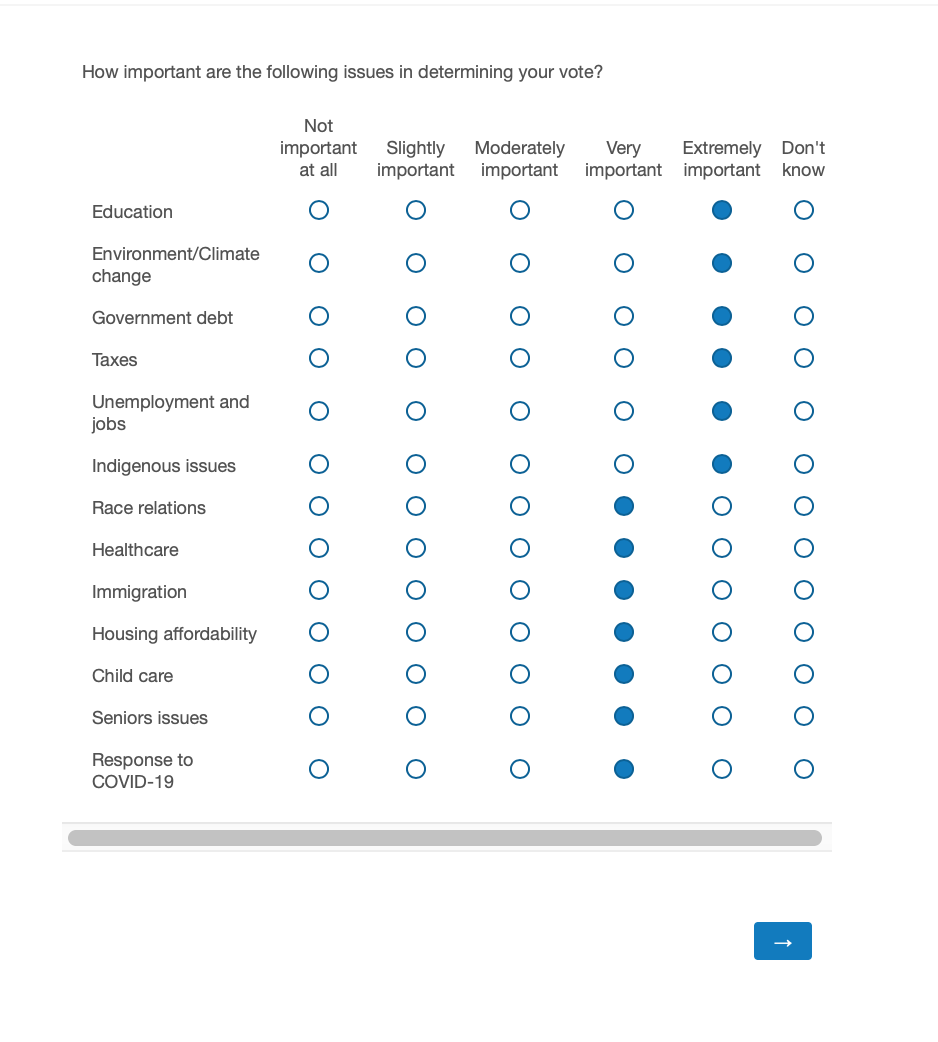 How important are the following issues in determining your vote?
Not
important
at all
Slightly
important
Moderately
important
Very
important
Extremely
important
Don't
know
Education
Environment/Climate
change
Government debt
Taxes
Unemployment and
jobs
Indigenous issues
Race relations
Healthcare
Immigration
Housing affordability
Child care
Seniors issues
Response to
COVID-19
→